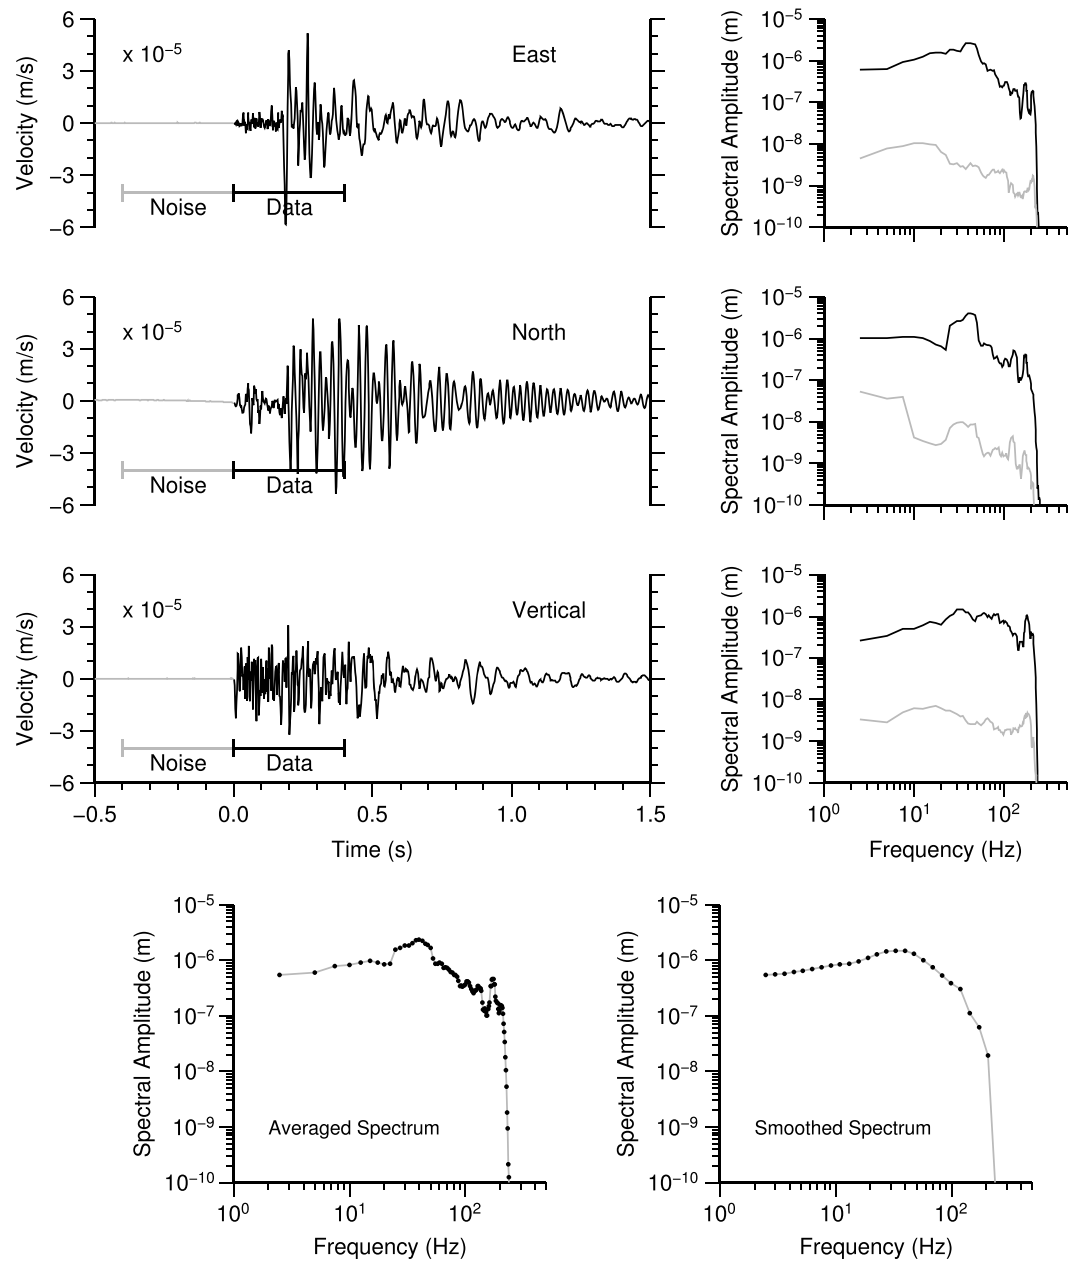 6
3
0
−3
−6
Velocity (m/s)
x 10⁻⁵
East
Noise
Data
10⁻⁵
10⁻⁶
10⁻⁷
10⁻⁸
10⁻⁹
10⁻¹⁰
Spectral Amplitude (m)
6
3
0
−3
−6
Velocity (m/s)
x 10⁻⁵
North
Noise
Data
10⁻⁵
10⁻⁶
10⁻⁷
10⁻⁸
10⁻⁹
10⁻¹⁰
Spectral Amplitude (m)
6
3
0
−3
−6
Velocity (m/s)
x 10⁻⁵
Vertical
Noise
Data
−0.5 0.0 0.5 1.0 1.5
Time (s)
10⁻⁵
10⁻⁶
10⁻⁷
10⁻⁸
10⁻⁹
10⁻¹⁰
Spectral Amplitude (m)
10⁰ 10¹ 10²
Frequency (Hz)
10⁻⁵
10⁻⁶
10⁻⁷
10⁻⁸
10⁻⁹
10⁻¹⁰
Spectral Amplitude (m)
Averaged Spectrum
10⁰ 10¹ 10²
Frequency (Hz)
10⁻⁵
10⁻⁶
10⁻⁷
10⁻⁸
10⁻⁹
10⁻¹⁰
Spectral Amplitude (m)
Smoothed Spectrum
10⁰ 10¹ 10²
Frequency (Hz)